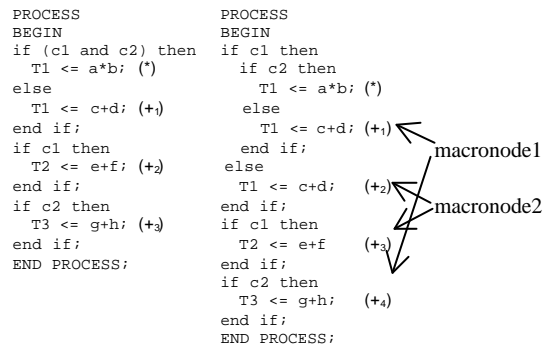 PROCESS
BEGIN
if (c1 and c2) then
T1 <= a*b; (*)
else
T1 <= c+d; (+₁)
end if;
if c1 then
T2 <= e+f; (+₂)
end if;
if c2 then
T3 <= g+h; (+₃)
end if;
END PROCESS;
PROCESS
BEGIN
if c1 then
if c2 then
T1 <= a*b; (*)
else
T1 <= c+d; (+₁)
end if;
else
T1 <= c+d; (+₂)
end if;
if c1 then
T2 <= e+f (+₃)
end if;
if c2 then
T3 <= g+h; (+₄)
end if;
END PROCESS;
macronode1
macronode2